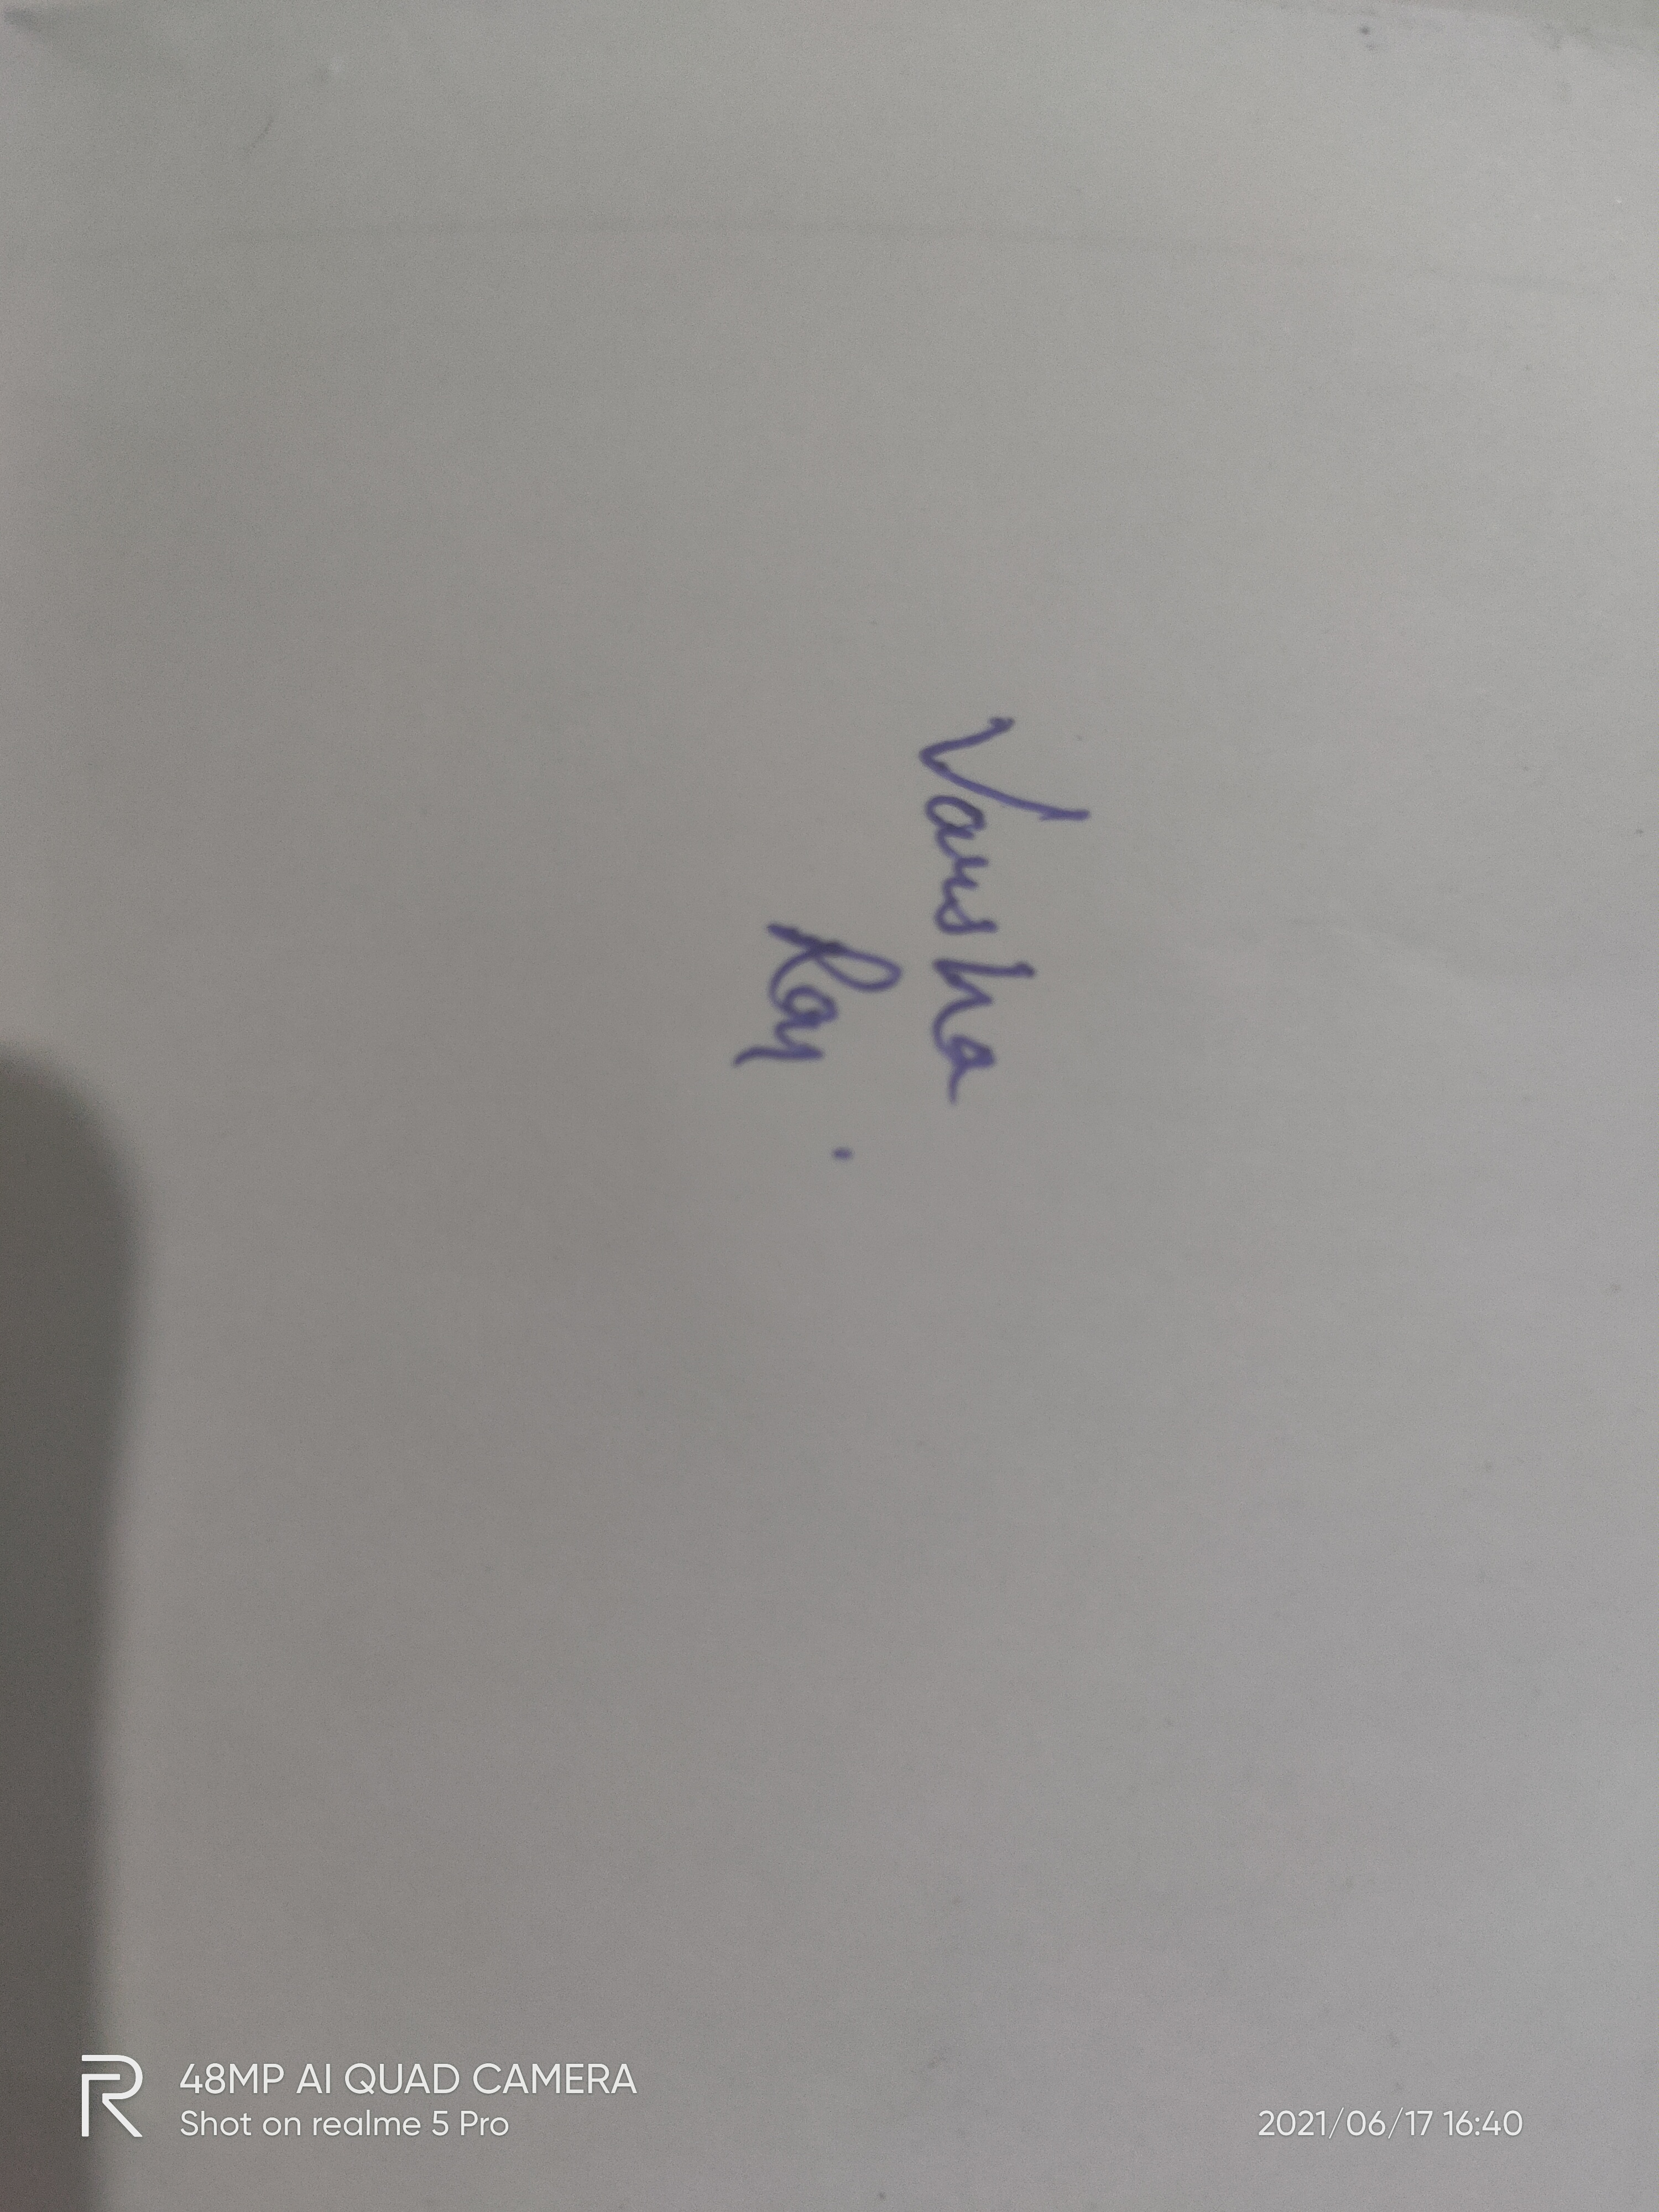 Varsha
Ray.
48MP AI QUAD CAMERA
Shot on realme 5 Pro
2021/06/17 16:40